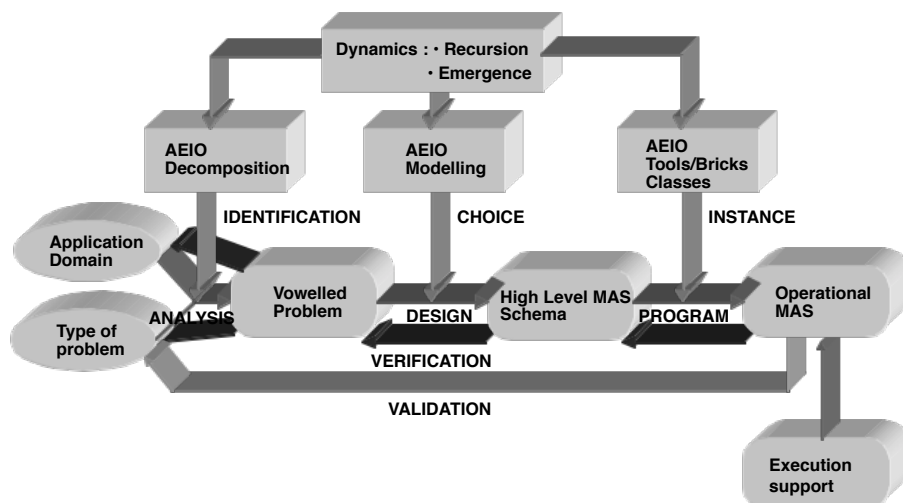 Dynamics : • Recursion
• Emergence
AEIO
Decomposition
AEIO
Modelling
AEIO
Tools/Bricks
Classes
IDENTIFICATION
CHOICE
INSTANCE
Application
Domain
Vowelled
Problem
High Level MAS
Schema
Operational
MAS
ANALYSIS
DESIGN
PROGRAM
Type of
problem
VERIFICATION
VALIDATION
Execution
support